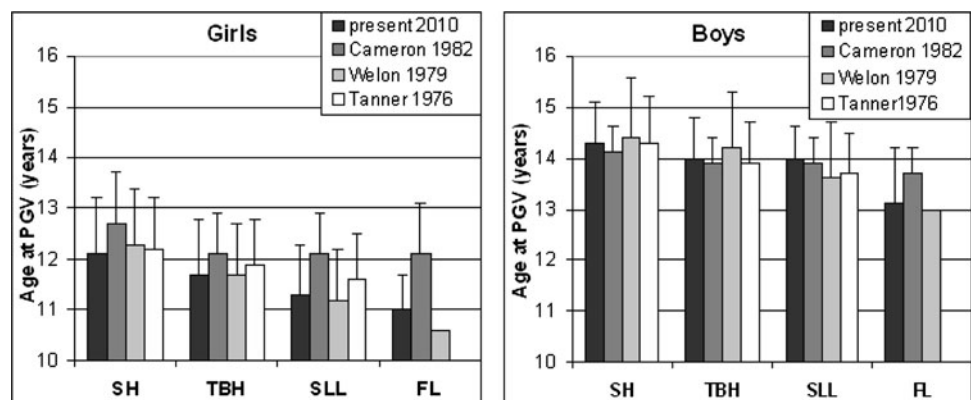 Girls
present 2010
Cameron 1982
Welon 1979
Tanner 1976
Age at PGV (years)
16
15
14
13
12
11
10
SH TBH SLL FL
Boys
present 2010
Cameron 1982
Welon 1979
Tanner1976
Age at PGV (years)
16
15
14
13
12
11
10
SH TBH SLL FL